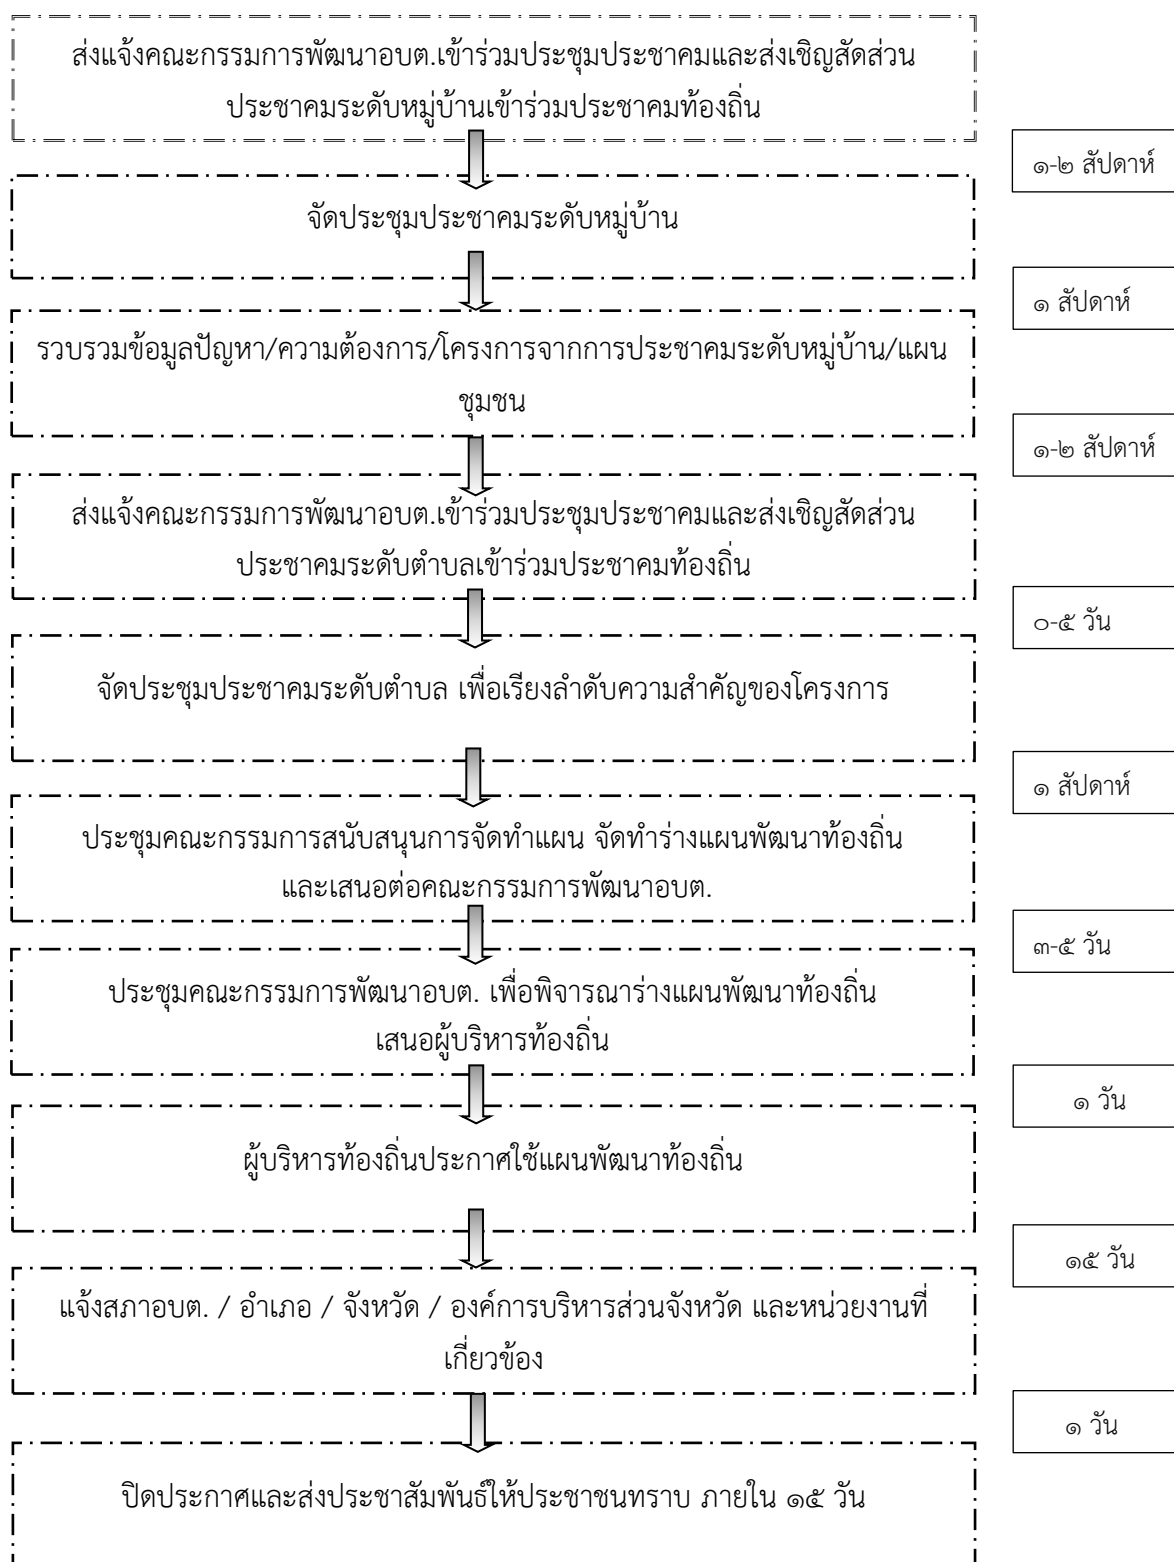 ส่งแจ้งคณะกรรมการพัฒนาอบต.เข้าร่วมประชุมประชาคมและส่งเชิญสัดส่วน
ประชาคมระดับหมู่บ้านเข้าร่วมประชาคมท้องถิ่น
๑-๒ สัปดาห์
จัดประชุมประชาคมระดับหมู่บ้าน
๑ สัปดาห์
รวบรวมข้อมูลปัญหา/ความต้องการ/โครงการจากการประชาคมระดับหมู่บ้าน/แผน
ชุมชน
๑-๒ สัปดาห์
ส่งแจ้งคณะกรรมการพัฒนาอบต.เข้าร่วมประชุมประชาคมและส่งเชิญสัดส่วน
ประชาคมระดับตำบลเข้าร่วมประชาคมท้องถิ่น
๐-๕ วัน
จัดประชุมประชาคมระดับตำบล เพื่อเรียงลำดับความสำคัญของโครงการ
๑ สัปดาห์
ประชุมคณะกรรมการสนับสนุนการจัดทำแผน จัดทำร่างแผนพัฒนาท้องถิ่น
และเสนอต่อคณะกรรมการพัฒนาอบต.
๓-๕ วัน
ประชุมคณะกรรมการพัฒนาอบต. เพื่อพิจารณาร่างแผนพัฒนาท้องถิ่น
เสนอผู้บริหารท้องถิ่น
๑ วัน
ผู้บริหารท้องถิ่นประกาศใช้แผนพัฒนาท้องถิ่น
๑๕ วัน
แจ้งสภาอบต. / อำเภอ / จังหวัด / องค์การบริหารส่วนจังหวัด และหน่วยงานที่
เกี่ยวข้อง
๑ วัน
ปิดประกาศและส่งประชาสัมพันธ์ให้ประชาชนทราบ ภายใน ๑๕ วัน